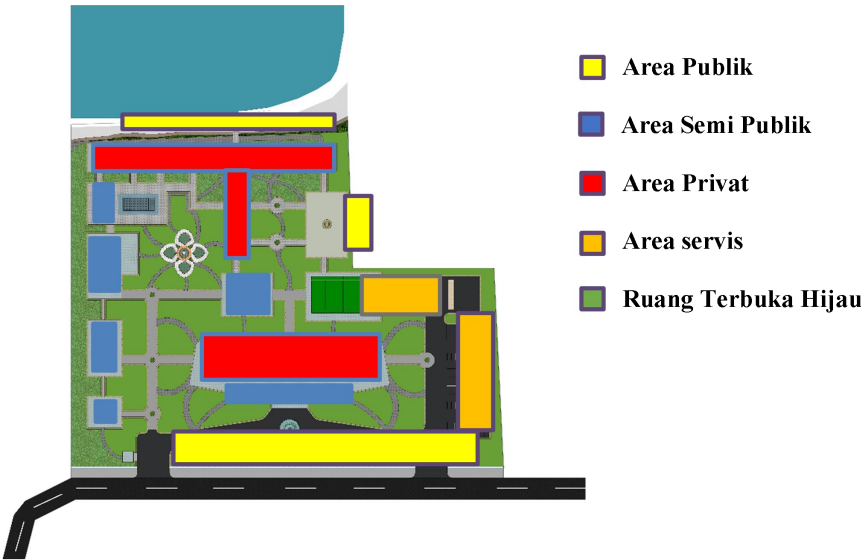 Area Publik
Area Semi Publik
Area Privat
Area servis
Ruang Terbuka Hijau